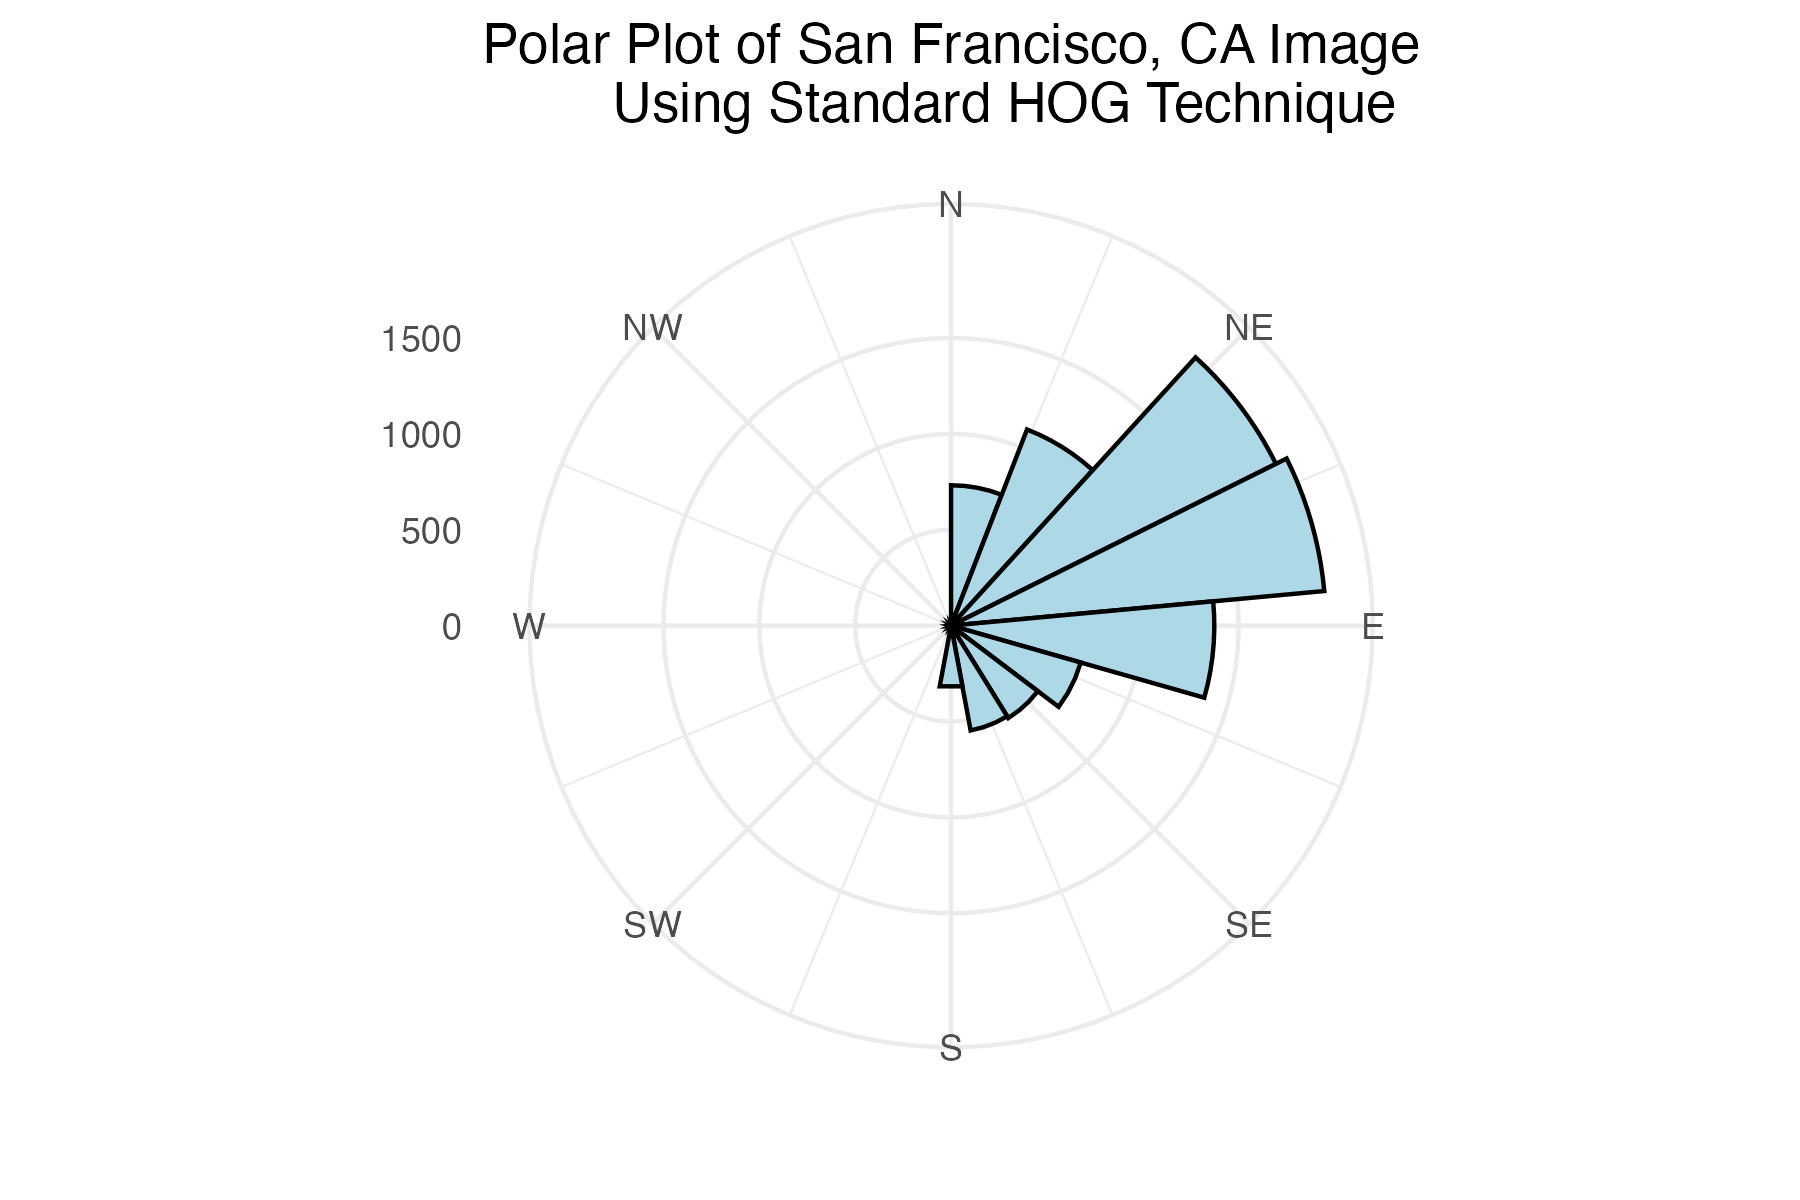 Polar Plot of San Francisco, CA Image
Using Standard HOG Technique
N
NW
NE
1500
1000
500
0
W
E
SW
SE
S